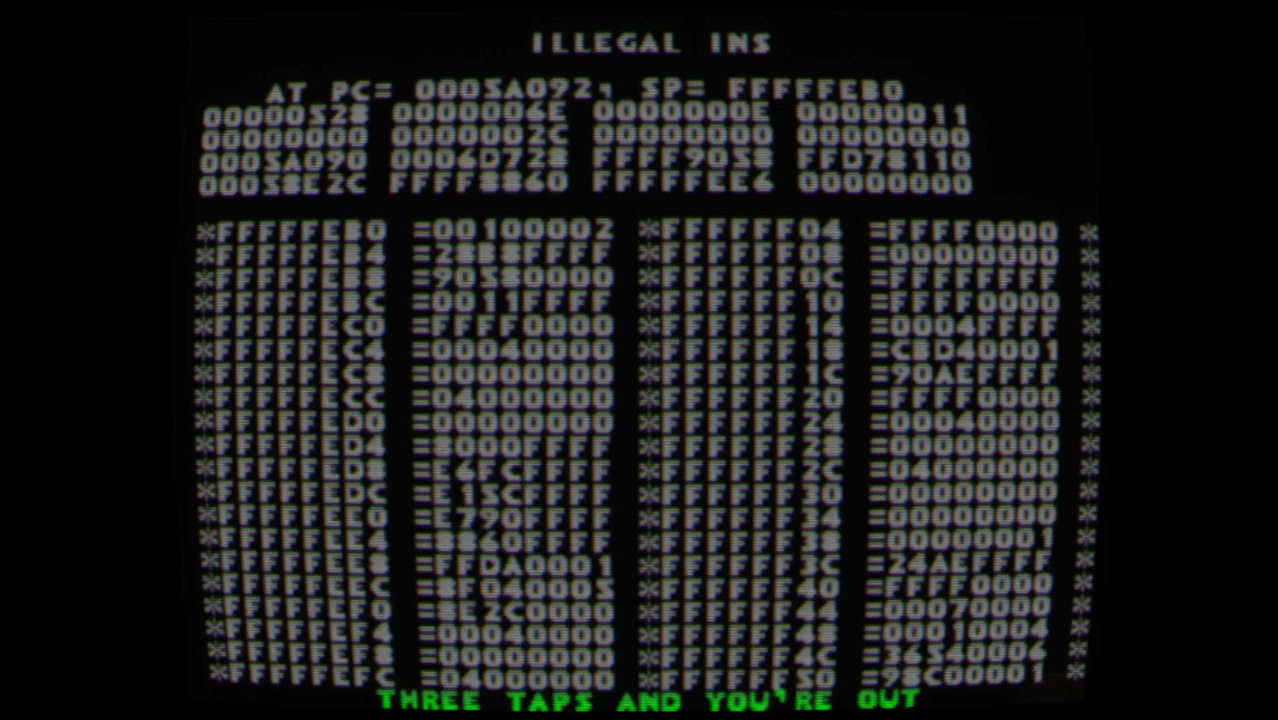 ILLEGAL INS
AT PC= 0005A092, SP= FFFFFEB0
00000528 0000006E 0000000E 00000011
00000000 0000002C 00000000 00000000
0005A090 0006D728 FFFF9058 FFD78110
00058E2C FFFF8860 FFFFFEE6 00000000
*FFFFFEB0 =00100002 *FFFFFF04 =FFFF0000 *
*FFFFFEB4 =28B8FFFF *FFFFFF08 =00000000 *
*FFFFFEB8 =90580000 *FFFFFF0C =FFFFFFFF *
*FFFFFEBC =0011FFFF *FFFFFF10 =FFFF0000 *
*FFFFFEC0 =FFFF0000 *FFFFFF14 =0004FFFF *
*FFFFFEC4 =00040000 *FFFFFF18 =CBD40001 *
*FFFFFEC8 =00000000 *FFFFFF1C =90AEFFFF *
*FFFFFECC =04000000 *FFFFFF20 =FFFF0000 *
*FFFFFED0 =00000000 *FFFFFF24 =00040000 *
*FFFFFED4 =8000FFFF *FFFFFF28 =00000000 *
*FFFFFED8 =E6FCFFFF *FFFFFF2C =04000000 *
*FFFFFEDC =E15CFFFF *FFFFFF30 =00000000 *
*FFFFFEE0 =E790FFFF *FFFFFF34 =00000000 *
*FFFFFEE4 =8860FFFF *FFFFFF38 =00000001 *
*FFFFFEE8 =FFDA0001 *FFFFFF3C =24AEFFFF *
*FFFFFEEC =8F040005 *FFFFFF40 =FFFF0000 *
*FFFFFEF0 =8E2C0000 *FFFFFF44 =00070000 *
*FFFFFEF4 =00040000 *FFFFFF48 =00010004 *
*FFFFFEF8 =00000000 *FFFFFF4C =36540006 *
*FFFFFEFC =04000000 *FFFFFF50 =98C00001 *
THREE TAPS AND YOU'RE OUT